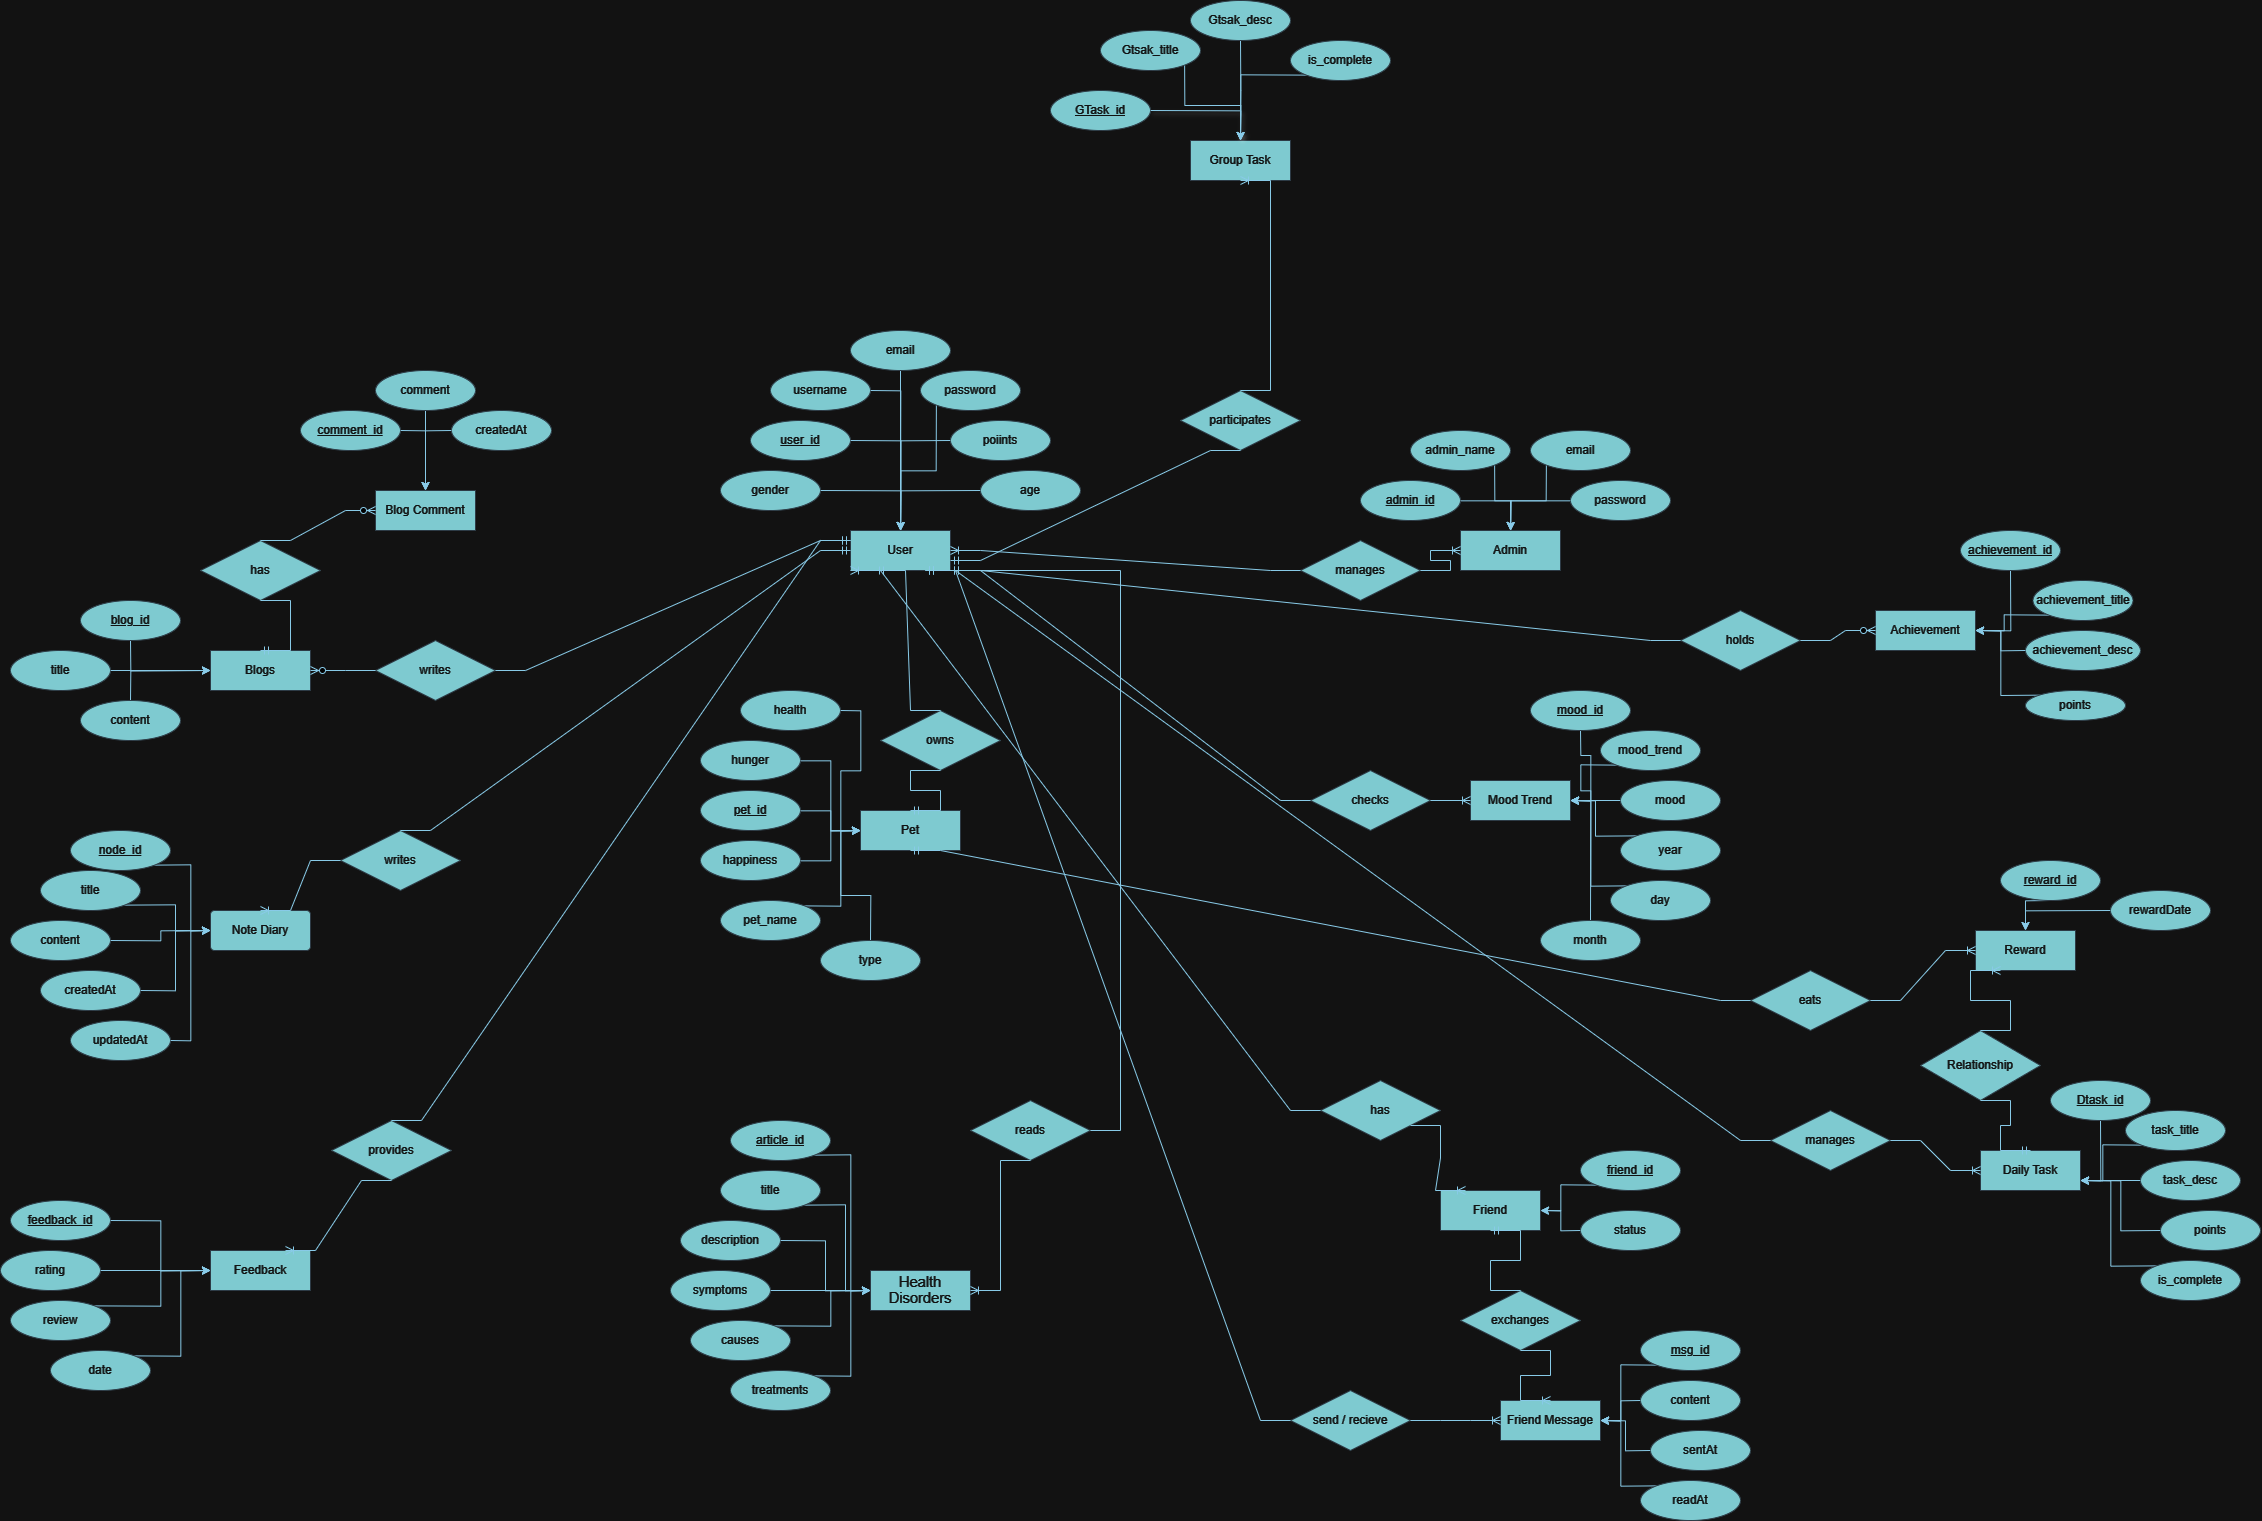 Gtsak_desc
Gtsak_title
is_complete
GTask_id
Group Task
email
username
password
comment
participates
comment_id
createdAt
user_id
poiints
admin_name
email
gender
age
admin_id
password
Blog Comment
User
Admin
achievement_id
has
manages
achievement_title
blog_id
Achievement
holds
achievement_desc
title
Blogs
writes
points
content
health
mood_id
owns
hunger
mood_trend
pet_id
checks
Mood Trend
mood
Pet
node_id
writes
happiness
year
title
reward_id
day
rewardDate
pet_name
Note Diary
content
month
Reward
type
createdAt
eats
updatedAt
Relationship
Dtask_id
has
reads
task_title
article_id
manages
provides
friend_id
Daily Task
task_desc
title
Friend
feedback_id
status
points
description
rating
Feedback
is_complete
symptoms
Health
Disorders
review
exchanges
causes
msg_id
date
treatments
content
send / recieve
Friend Message
sentAt
readAt